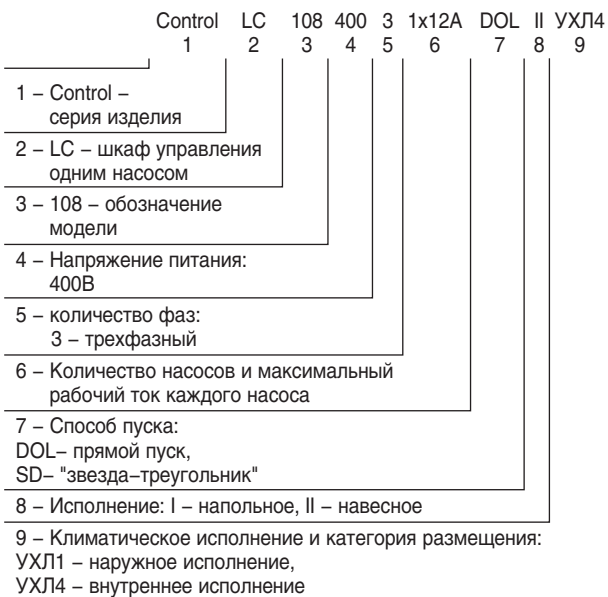 Control LC 108 400 3 1x12A DOL II УХЛ4
1 2 3 4 5 6 7 8 9
1 – Control –
серия изделия
2 – LC – шкаф управления
одним насосом
3 – 108 – обозначение
модели
4 – Напряжение питания:
400В
5 – количество фаз:
3 – трехфазный
6 – Количество насосов и максимальный
рабочий ток каждого насоса
7 – Способ пуска:
DOL– прямой пуск,
SD– "звезда–треугольник"
8 – Исполнение: I – напольное, II – навесное
9 – Климатическое исполнение и категория размещения:
УХЛ1 – наружное исполнение,
УХЛ4 – внутреннее исполнение